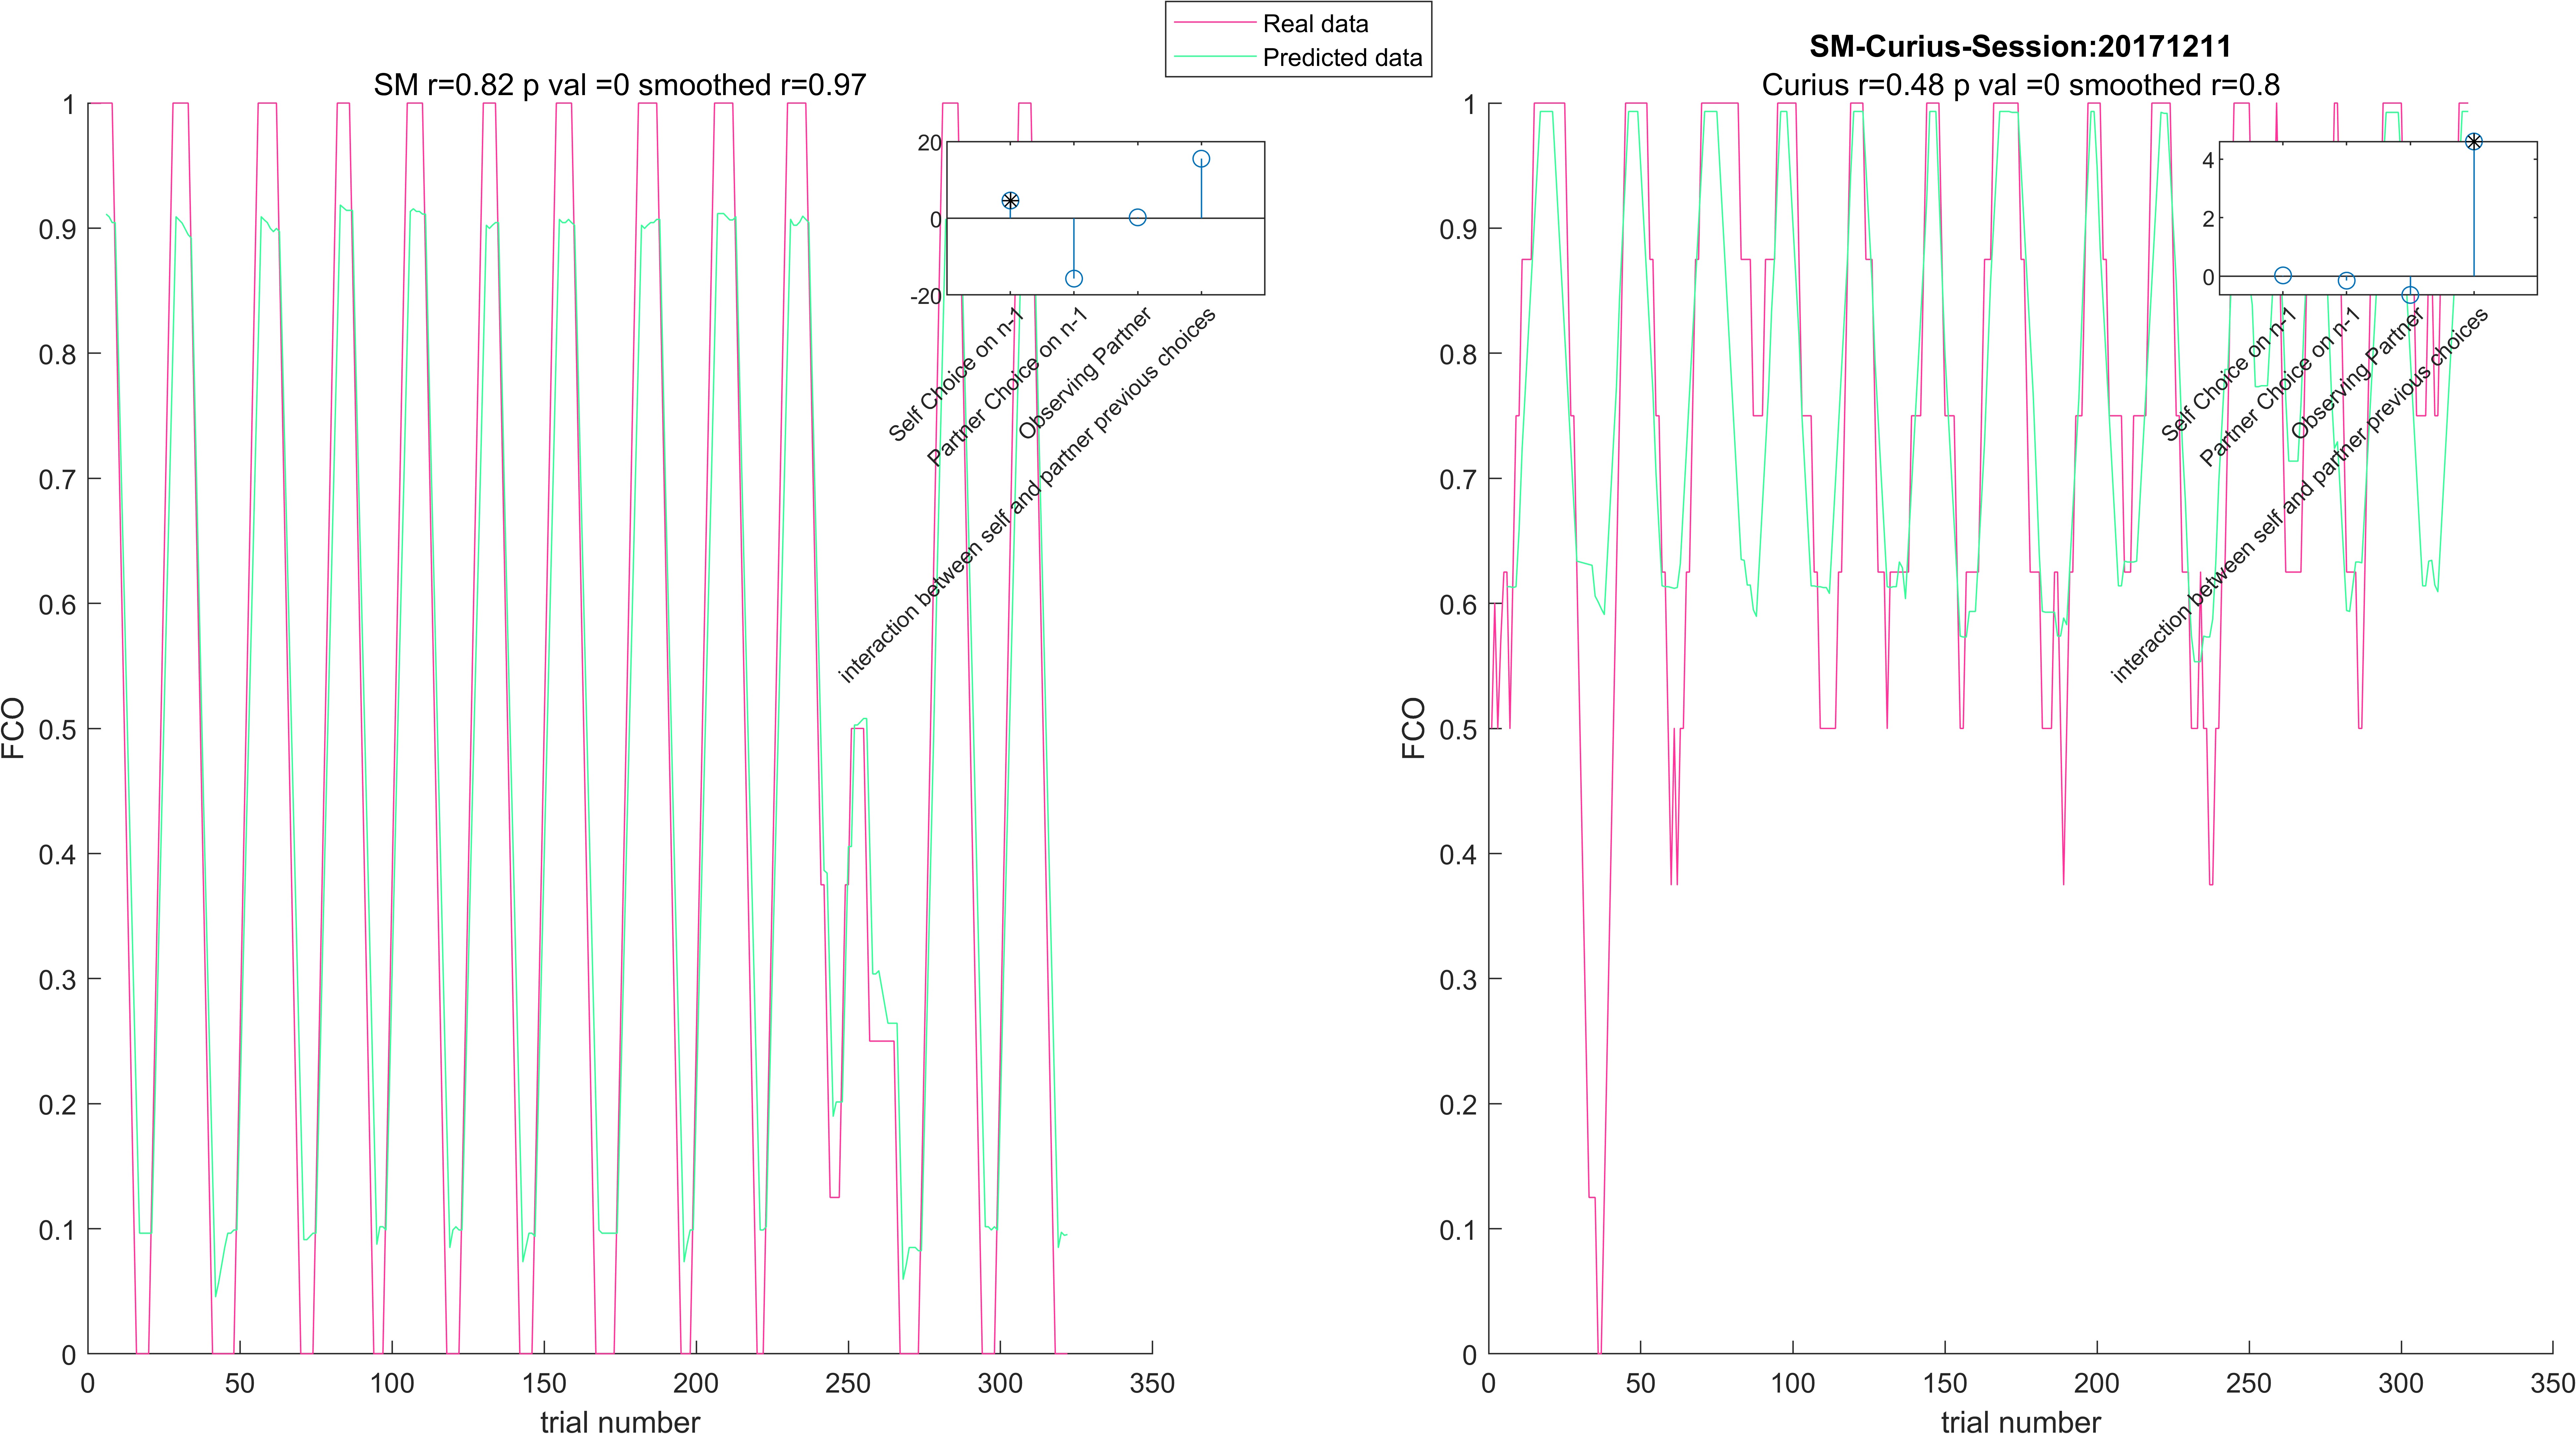 Real data
Predicted data
SM-Curius-Session:20171211
SM r=0.82 p val =0 smoothed r=0.97
Curius r=0.48 p val =0 smoothed r=0.8
1
0.9
0.8
0.7
0.6
0.5
0.4
0.3
0.2
0.1
0
FCO
0
50
100
150
200
250
300
350
trial number
20
0
-20
Self Choice on n-1
Partner Choice on n-1
Observing Partner
interaction between self and partner previous choices
1
0.9
0.8
0.7
0.6
0.5
0.4
0.3
0.2
0.1
0
FCO
0
50
100
150
200
250
300
350
trial number
4
2
0
Self Choice on n-1
Partner Choice on n-1
Observing Partner
interaction between self and partner previous choices